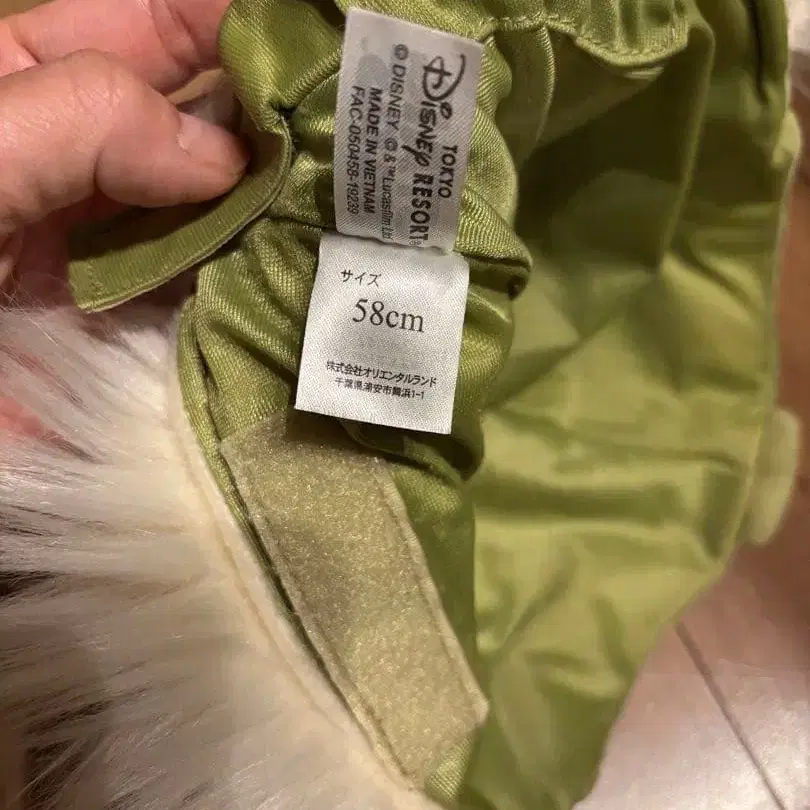 TOKYO
Disney RESORT®
© DISNEY © & ™ Lucasfilm Ltd.
MADE IN VIETNAM
FAC-050458-19239
サイズ
58cm
株式会社オリエンタルランド
千葉県浦安市舞浜1-1